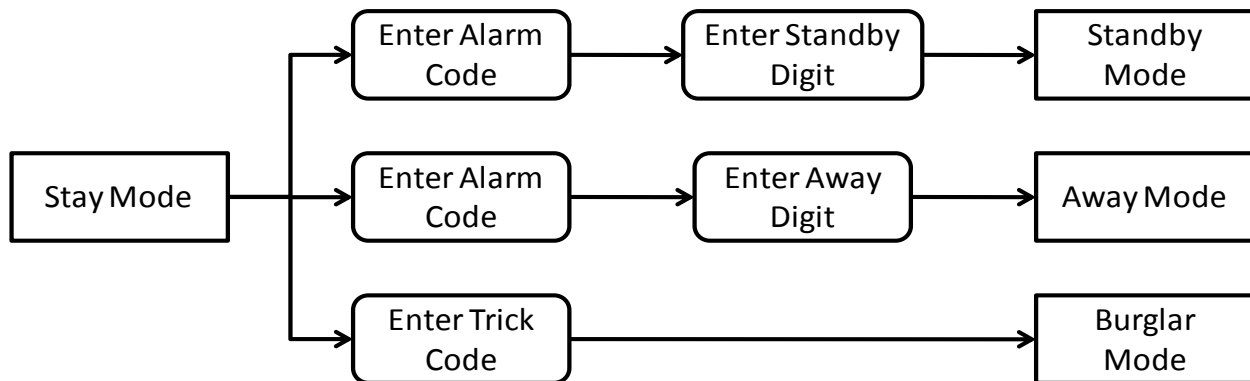 Enter Alarm
Code
Enter Standby
Digit
Standby
Mode
Stay Mode
Enter Alarm
Code
Enter Away
Digit
Away Mode
Enter Trick
Code
Burglar
Mode